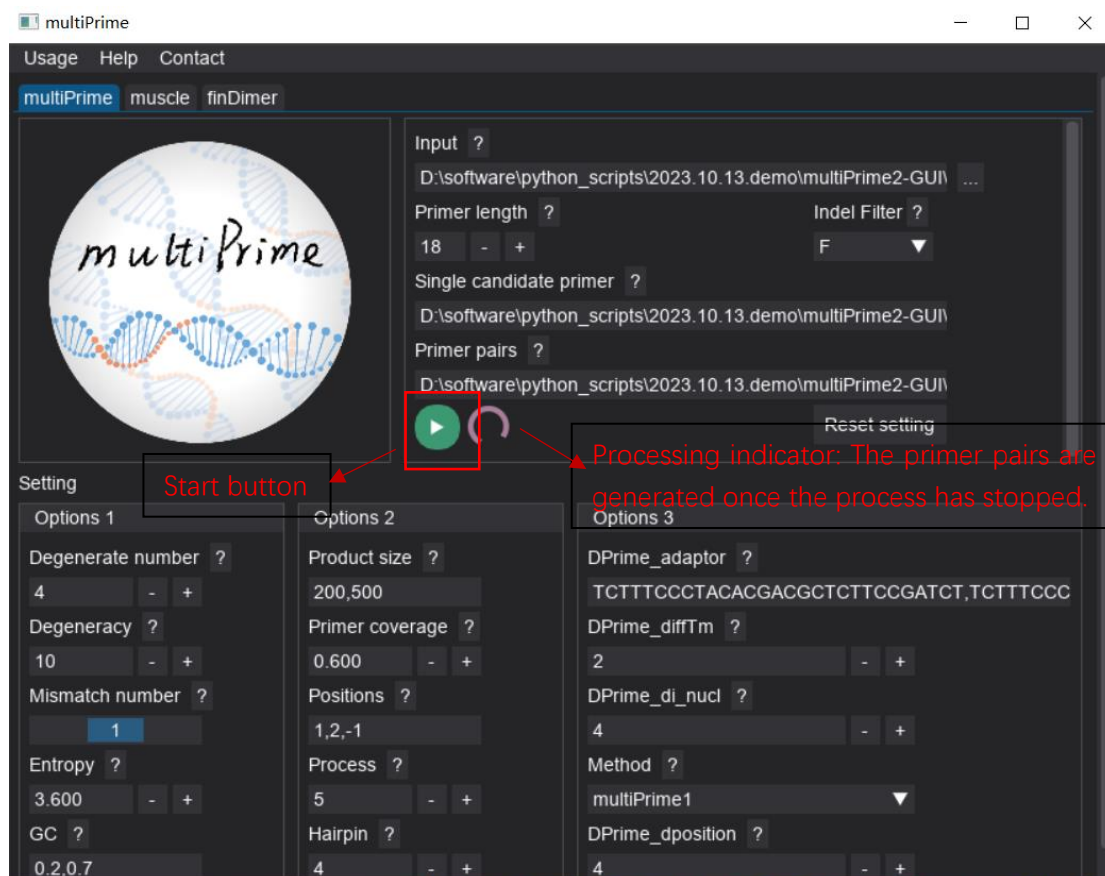 multiPrime
Usage Help Contact
multiPrime muscle finDimer
multiPrime
Input ?
D:\software\python_scripts\2023.10.13.demo\multiPrime2-GUI\ ...
Primer length ? Indel Filter ?
18 - + F
Single candidate primer ?
D:\software\python_scripts\2023.10.13.demo\multiPrime2-GUI\
Primer pairs ?
D:\software\python_scripts\2023.10.13.demo\multiPrime2-GUI\
Reset setting
Start button
Processing indicator: The primer pairs are
generated once the process has stopped.
Setting
Options 1
Degenerate number ?
4 - +
Degeneracy ?
10 - +
Mismatch number ?
1
Entropy ?
3.600 - +
GC ?
0.2,0.7
Options 2
Product size ?
200,500
Primer coverage ?
0.600 - +
Positions ?
1,2,-1
Process ?
5 - +
Hairpin ?
4 - +
Options 3
DPrime_adaptor ?
TCTTTCCCTACACGACGCTCTTCCGATCT,TCTTTCCC
DPrime_diffTm ?
2 - +
DPrime_di_nucl ?
4 - +
Method ?
multiPrime1
DPrime_dposition ?
4 - +